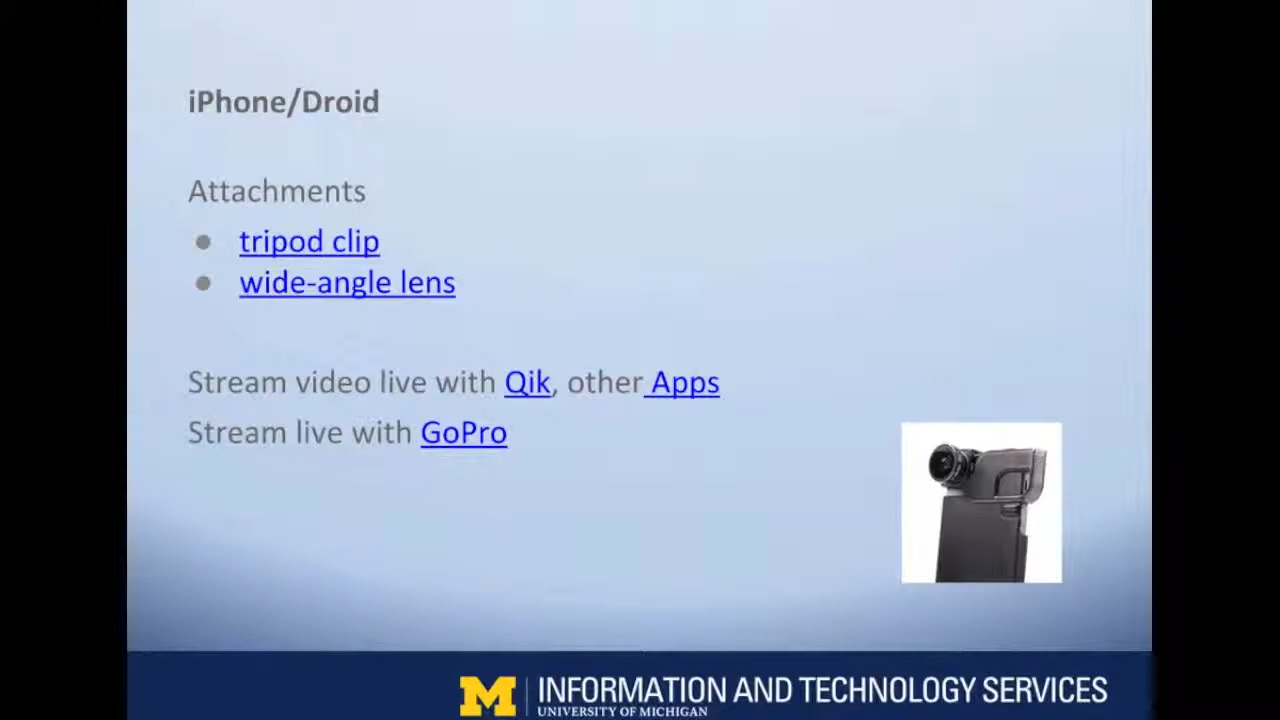 iPhone/Droid
Attachments
● tripod clip
● wide-angle lens
Stream video live with Qik, other Apps
Stream live with GoPro
M INFORMATION AND TECHNOLOGY SERVICES
UNIVERSITY OF MICHIGAN